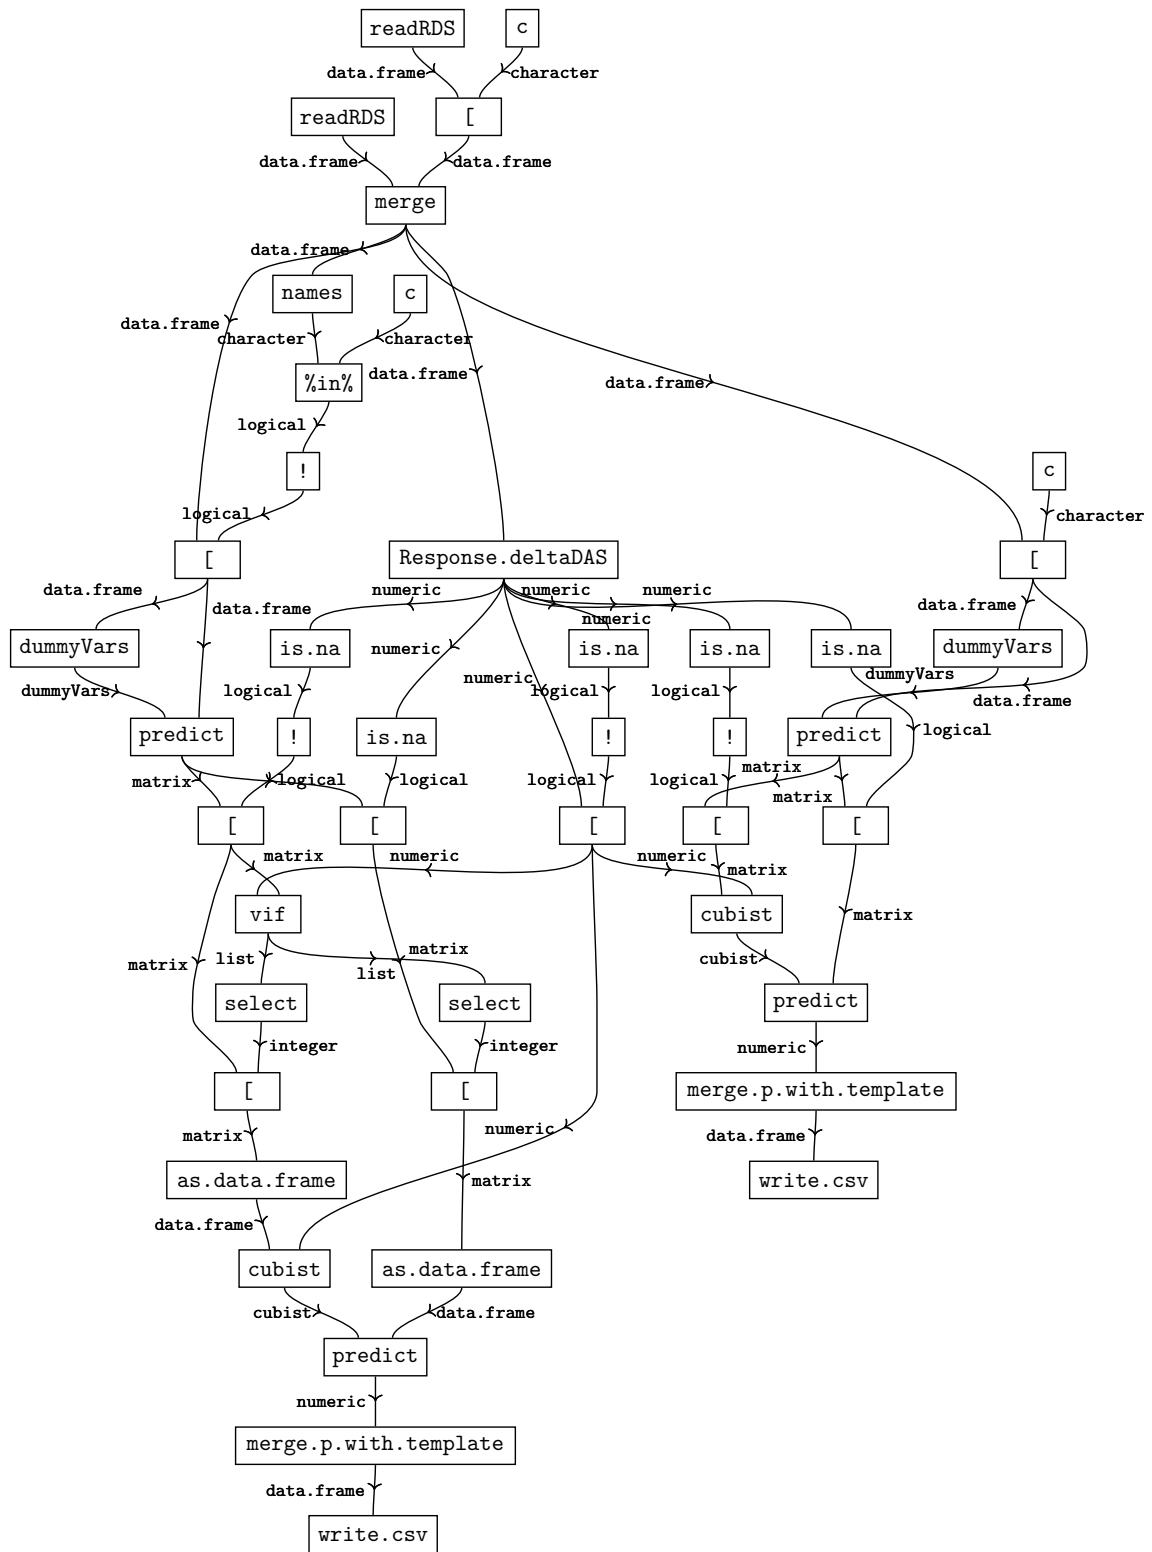 readRDS c
data.frame character
readRDS [
data.frame data.frame
merge
data.frame
names c
data.frame character character
%in% data.frame data.frame
logical
! c
logical character
[ Response.deltaDAS [
data.frame numeric numeric numeric
data.frame numeric data.frame
dummyVars is.na numeric is.na is.na is.na dummyVars
dummyVars logical numeric logical logical dummyVars data.frame
predict ! is.na ! ! predict logical
matrix logical logical logical logical matrix matrix
[ [ [ [ [
matrix numeric numeric matrix
vif cubist
matrix list list matrix cubist matrix
select select predict
integer integer numeric
[ [ merge.p.with.template
matrix numeric data.frame
as.data.frame matrix write.csv
data.frame
cubist as.data.frame
cubist data.frame
predict
numeric
merge.p.with.template
data.frame
write.csv